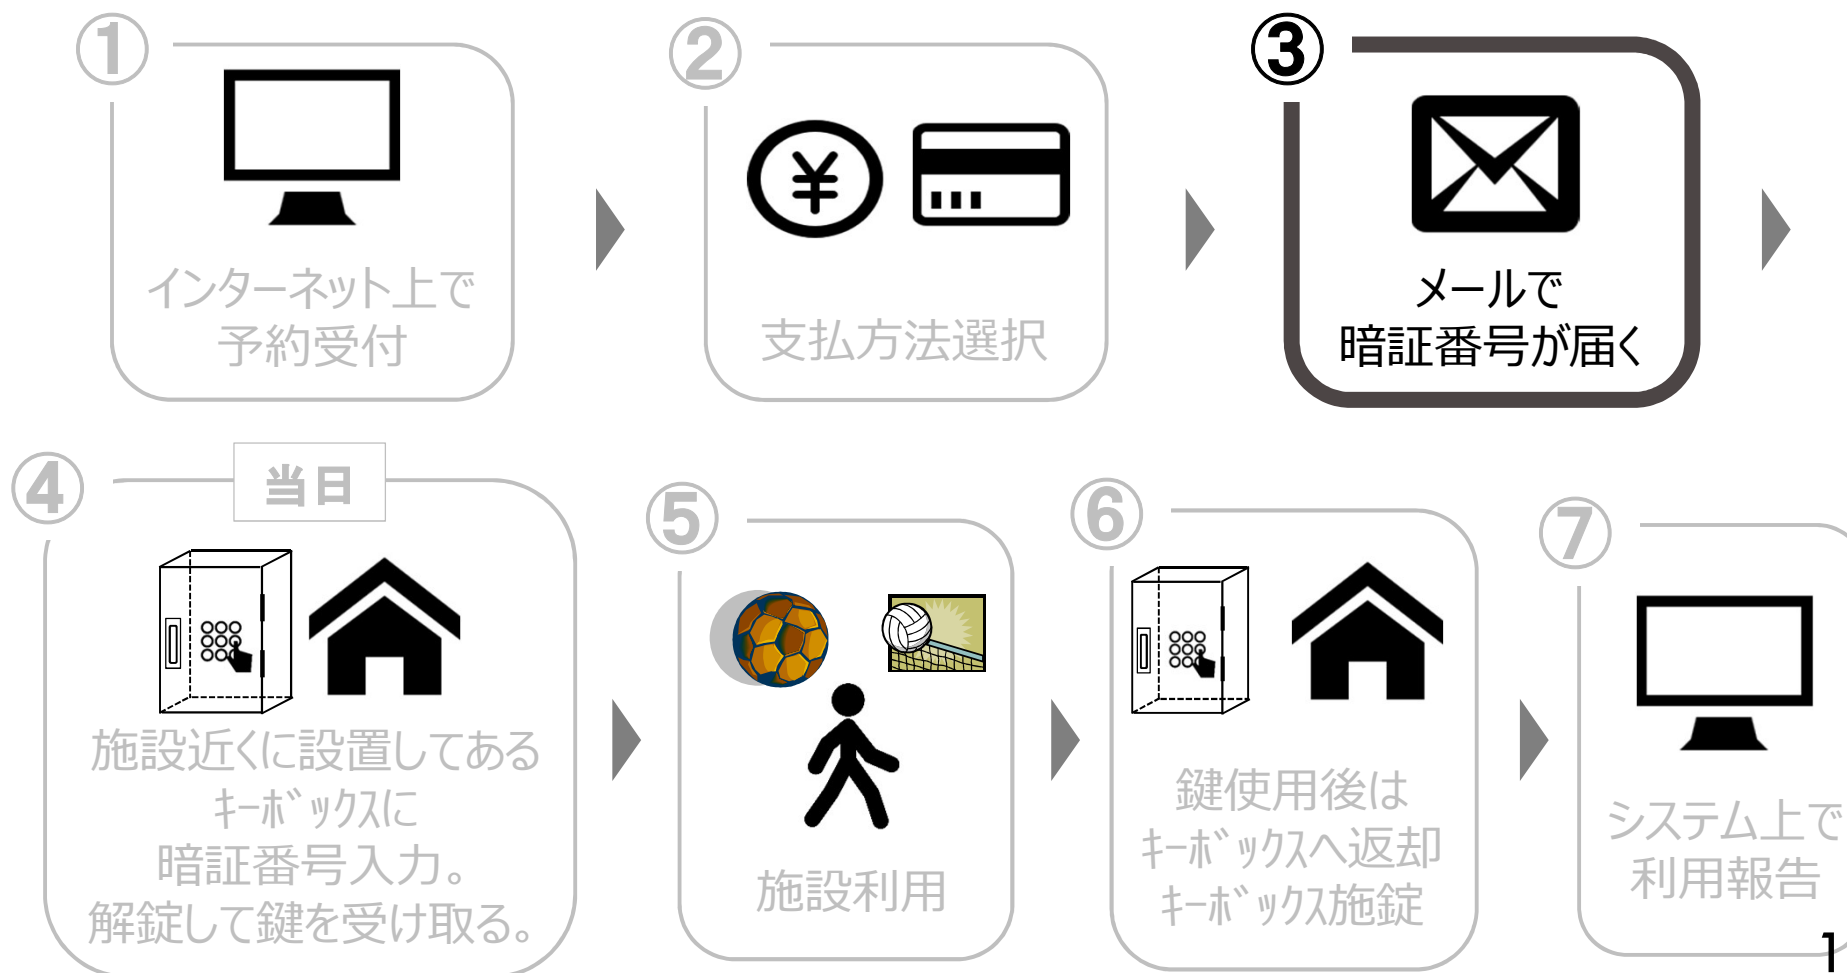 ①
インターネット上で
予約受付
②
支払方法選択
③
メールで
暗証番号が届く
④
当日
施設近くに設置してある
ｷｰﾎﾞｯｸｽに
暗証番号入力。
解錠して鍵を受け取る。
⑤
施設利用
⑥
鍵使用後は
ｷｰﾎﾞｯｸｽへ返却
ｷｰﾎﾞｯｸｽ施錠
⑦
システム上で
利用報告
1